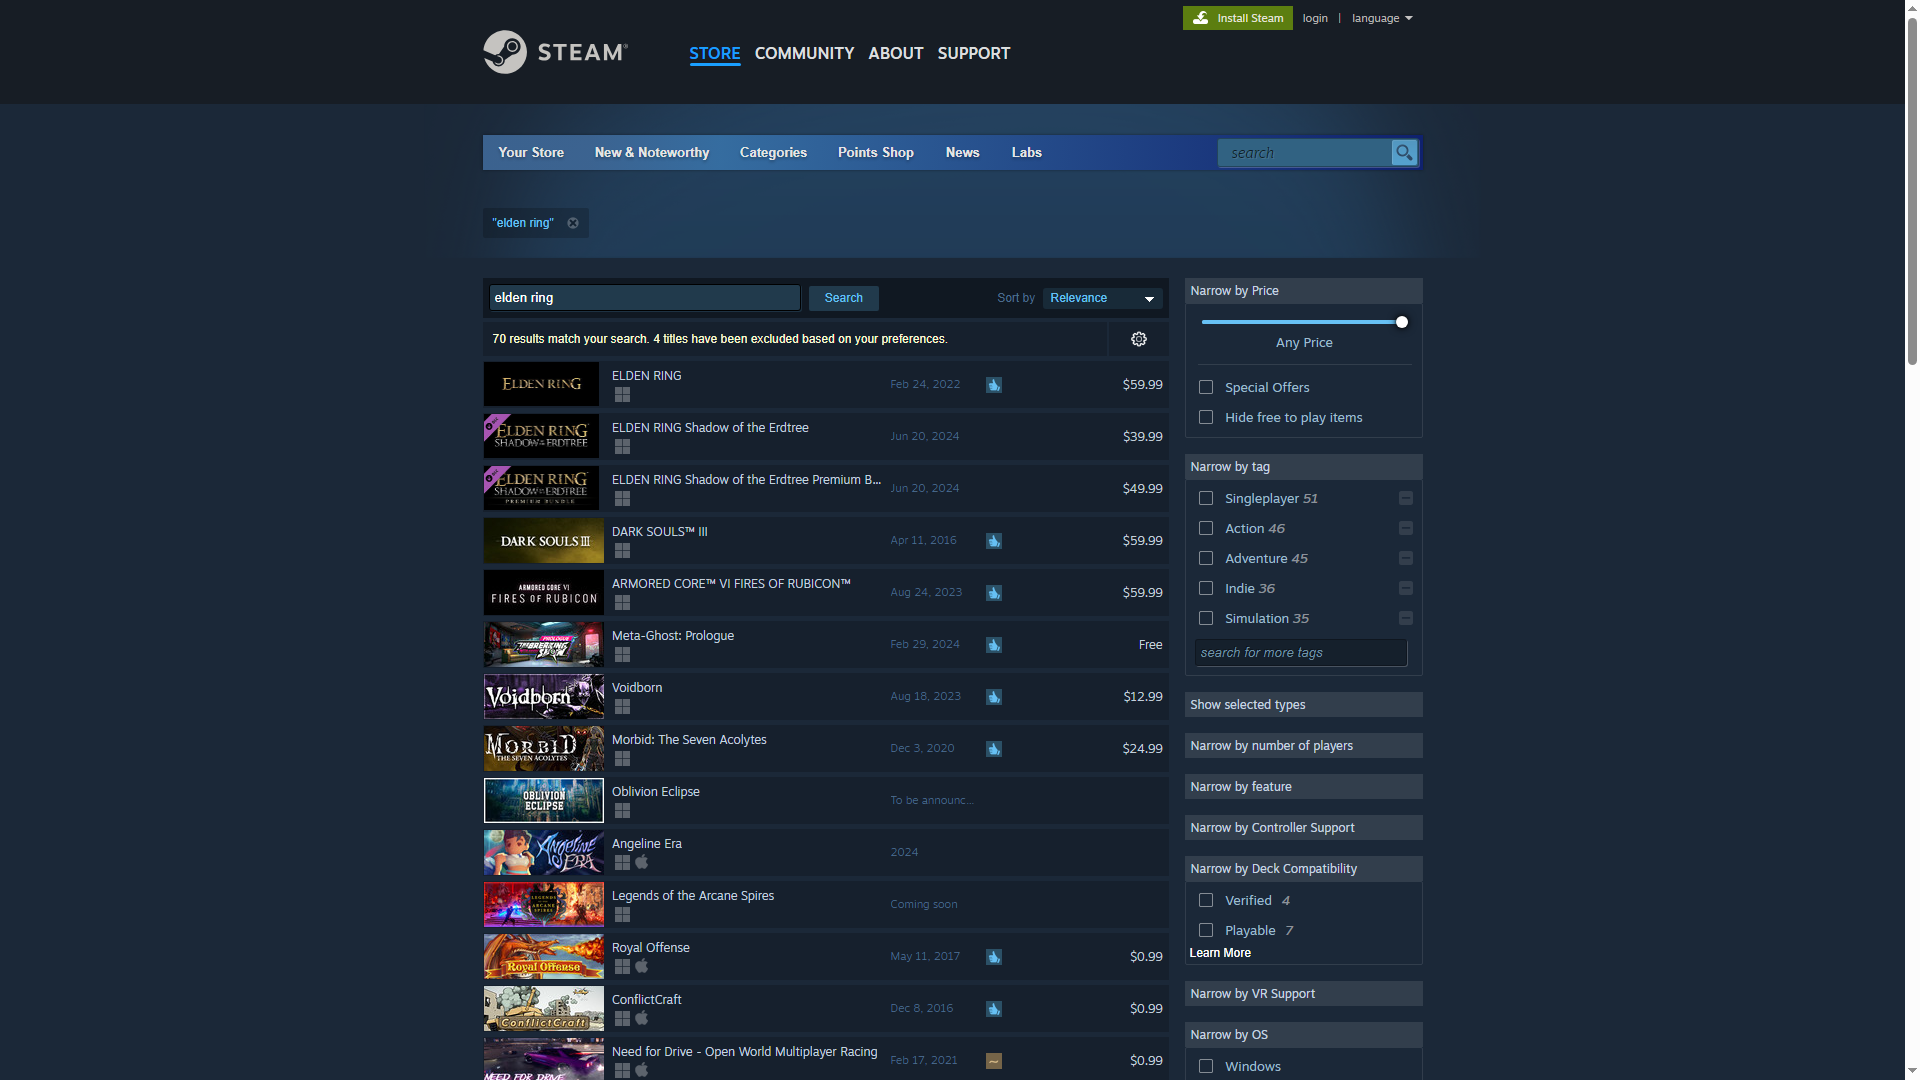 Install Steam
login
|
language
STEAM®
STORE
COMMUNITY
ABOUT
SUPPORT
Your Store
New & Noteworthy
Categories
Points Shop
News
Labs
search
"elden ring"
elden ring
Search
Sort by
Relevance
70 results match your search. 4 titles have been excluded based on your preferences.
ELDEN RING
ELDEN RING
Feb 24, 2022
$59.99
ELDEN RING
SHADOW OF THE ERDTREE
ELDEN RING Shadow of the Erdtree
Jun 20, 2024
$39.99
ELDEN RING
SHADOW OF THE ERDTREE
PREMIUM BUNDLE
ELDEN RING Shadow of the Erdtree Premium B...
Jun 20, 2024
$49.99
DARK SOULS III
DARK SOULS™ III
Apr 11, 2016
$59.99
ARMORED CORE VI
FIRES OF RUBICON
ARMORED CORE™ VI FIRES OF RUBICON™
Aug 24, 2023
$59.99
PROLOGUE
Meta-Ghost: Prologue
Feb 29, 2024
Free
Voidborn
Voidborn
Aug 18, 2023
$12.99
MORBID
THE SEVEN ACOLYTES
Morbid: The Seven Acolytes
Dec 3, 2020
$24.99
OBLIVION
ECLIPSE
Oblivion Eclipse
To be announc...
ANGELINE
ERA
Angeline Era
2024
LEGENDS
OF THE
ARCANE
SPIRES
Legends of the Arcane Spires
Coming soon
Royal Offense
Royal Offense
May 11, 2017
$0.99
ConflictCraft
ConflictCraft
Dec 8, 2016
$0.99
NEED FOR DRIVE
Need for Drive - Open World Multiplayer Racing
Feb 17, 2021
$0.99
Narrow by Price
Any Price
Special Offers
Hide free to play items
Narrow by tag
Singleplayer 51
Action 46
Adventure 45
Indie 36
Simulation 35
search for more tags
Show selected types
Narrow by number of players
Narrow by feature
Narrow by Controller Support
Narrow by Deck Compatibility
Verified 4
Playable 7
Learn More
Narrow by VR Support
Narrow by OS
Windows